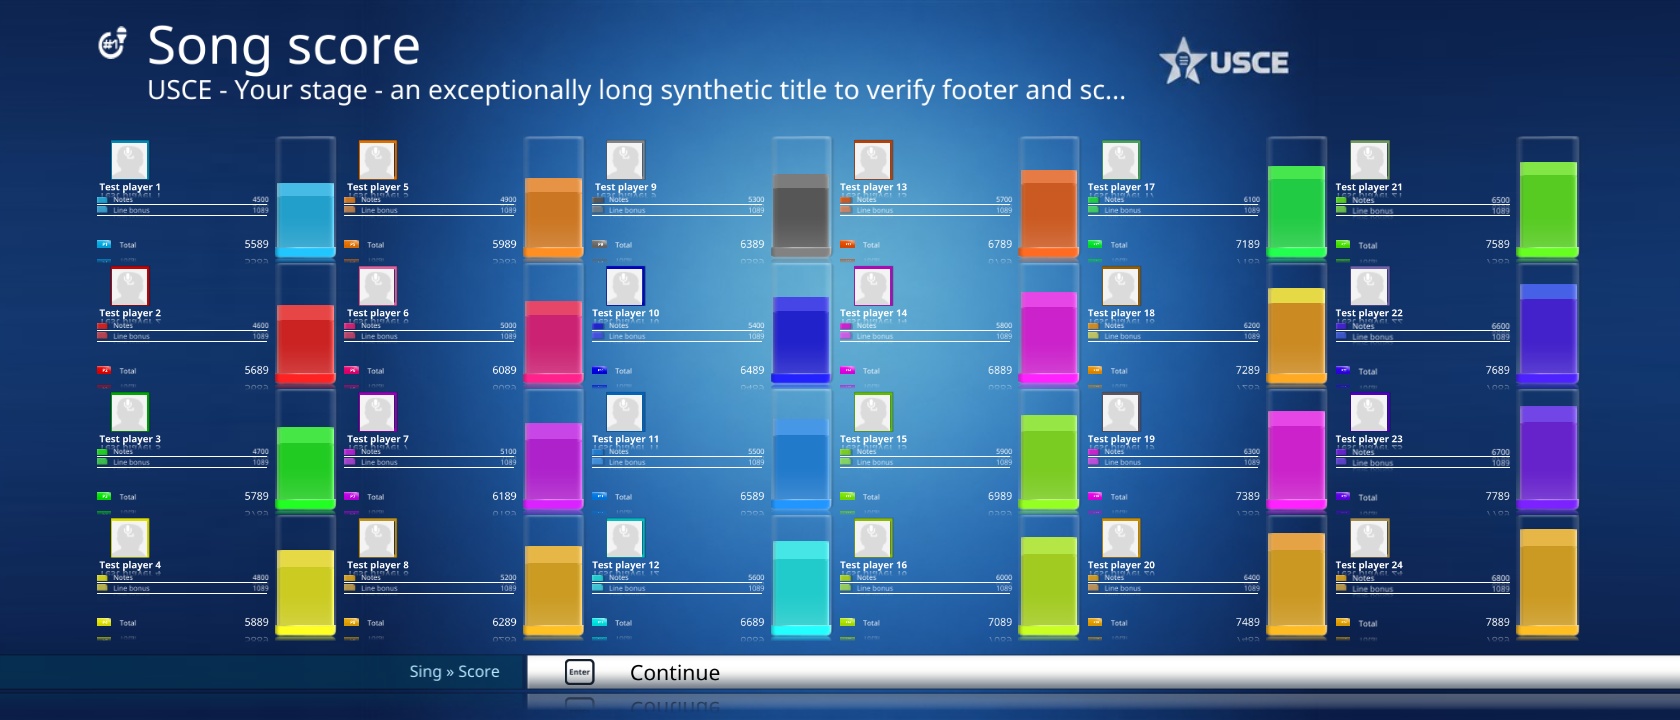 #1
Song score
USCE - Your stage - an exceptionally long synthetic title to verify footer and sc...
USCE
Test player 1
Notes 4500
Line bonus 1089
Total 5589
Test player 2
Notes 4600
Line bonus 1089
Total 5689
Test player 3
Notes 4700
Line bonus 1089
Total 5789
Test player 4
Notes 4800
Line bonus 1089
Total 5889
Test player 5
Notes 4900
Line bonus 1089
Total 5989
Test player 6
Notes 5000
Line bonus 1089
Total 6089
Test player 7
Notes 5100
Line bonus 1089
Total 6189
Test player 8
Notes 5200
Line bonus 1089
Total 6289
Test player 9
Notes 5300
Line bonus 1089
Total 6389
Test player 10
Notes 5400
Line bonus 1089
Total 6489
Test player 11
Notes 5500
Line bonus 1089
Total 6589
Test player 12
Notes 5600
Line bonus 1089
Total 6689
Test player 13
Notes 5700
Line bonus 1089
Total 6789
Test player 14
Notes 5800
Line bonus 1089
Total 6889
Test player 15
Notes 5900
Line bonus 1089
Total 6989
Test player 16
Notes 6000
Line bonus 1089
Total 7089
Test player 17
Notes 6100
Line bonus 1089
Total 7189
Test player 18
Notes 6200
Line bonus 1089
Total 7289
Test player 19
Notes 6300
Line bonus 1089
Total 7389
Test player 20
Notes 6400
Line bonus 1089
Total 7489
Test player 21
Notes 6500
Line bonus 1089
Total 7589
Test player 22
Notes 6600
Line bonus 1089
Total 7689
Test player 23
Notes 6700
Line bonus 1089
Total 7789
Test player 24
Notes 6800
Line bonus 1089
Total 7889
Sing » Score
Enter Continue